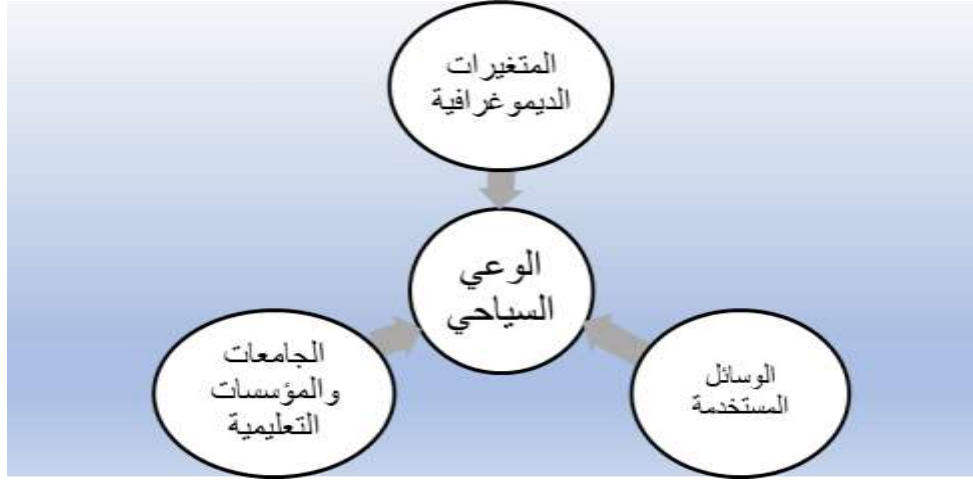 المتغيرات
الديموغرافية
الوعي
السياحي
الجامعات
والمؤسسات
التعليمية
الوسائل
المستخدمة